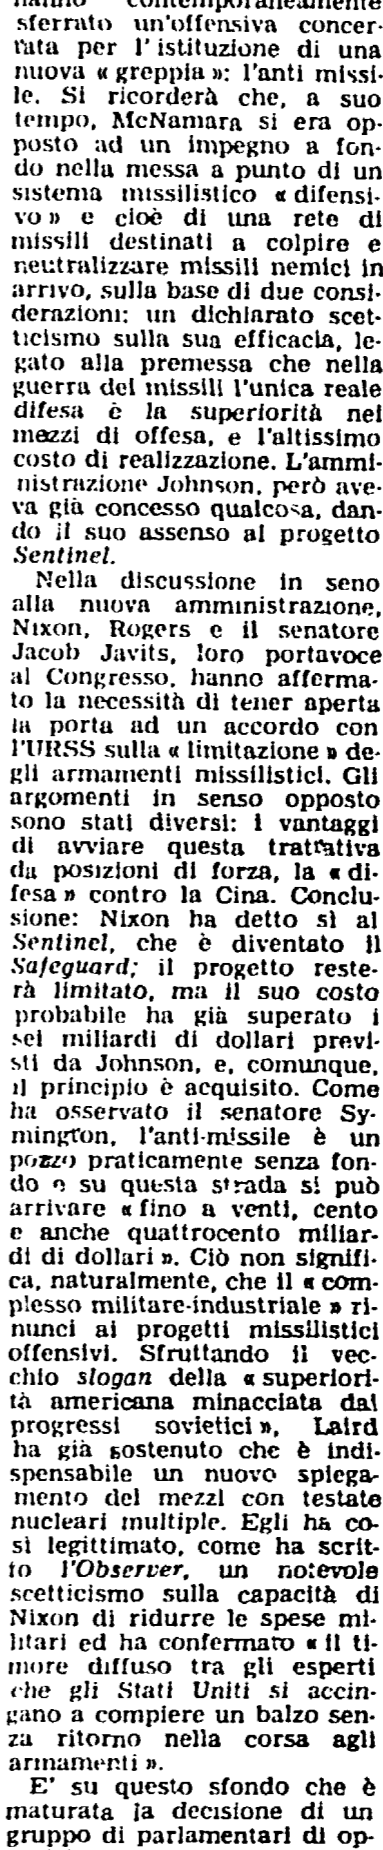 hanno contemporaneamente
sferrato un'offensiva concer-
tata per l'istituzione di una
nuova « greppia »: l'anti missi-
le. Si ricorderà che, a suo
tempo, McNamara si era op-
posto ad un impegno a fon-
do nella messa a punto di un
sistema missilistico « difensi-
vo » e cioè di una rete di
missili destinati a colpire e
neutralizzare missili nemici in
arrivo, sulla base di due consi-
derazioni: un dichiarato scet-
ticismo sulla sua efficacia, le-
gato alla premessa che nella
guerra dei missili l'unica reale
difesa è la superiorità nei
mezzi di offesa, e l'altissimo
costo di realizzazione. L'ammi-
nistrazione Johnson, però ave-
va già concesso qualcosa, dan-
do il suo assenso al progetto
Sentinel.
Nella discussione in seno
alla nuova amministrazione,
Nixon, Rogers e il senatore
Jacob Javits, loro portavoce
al Congresso, hanno afferma-
to la necessità di tener aperta
la porta ad un accordo con
l'URSS sulla « limitazione » de-
gli armamenti missilistici. Gli
argomenti in senso opposto
sono stati diversi: i vantaggi
di avviare questa trattativa
da posizioni di forza, la « di-
fesa » contro la Cina. Conclu-
sione: Nixon ha detto sì al
Sentinel, che è diventato il
Safeguard; il progetto reste-
rà limitato, ma il suo costo
probabile ha già superato i
sei miliardi di dollari previ-
sti da Johnson, e, comunque,
il principio è acquisito. Come
ha osservato il senatore Sy-
mington, l'anti-missile è un
pozzo praticamente senza fon-
do e su questa strada si può
arrivare « fino a venti, cento
e anche quattrocento miliar-
di di dollari ». Ciò non signifi-
ca, naturalmente, che il « com-
plesso militare-industriale » ri-
nunci ai progetti missilistici
offensivi. Sfruttando il vec-
chio slogan della « superiori-
tà americana minacciata dai
progressi sovietici », Laird
ha già sostenuto che è indi-
spensabile un nuovo spiega-
mento dei mezzi con testate
nucleari multiple. Egli ha co-
sì legittimato, come ha scrit-
to l'Observer, un notevole
scetticismo sulla capacità di
Nixon di ridurre le spese mi-
litari ed ha confermato « il ti-
more diffuso tra gli esperti
che gli Stati Uniti si accin-
gano a compiere un balzo sen-
za ritorno nella corsa agli
armamenti ».
E' su questo sfondo che è
maturata la decisione di un
gruppo di parlamentari di op-